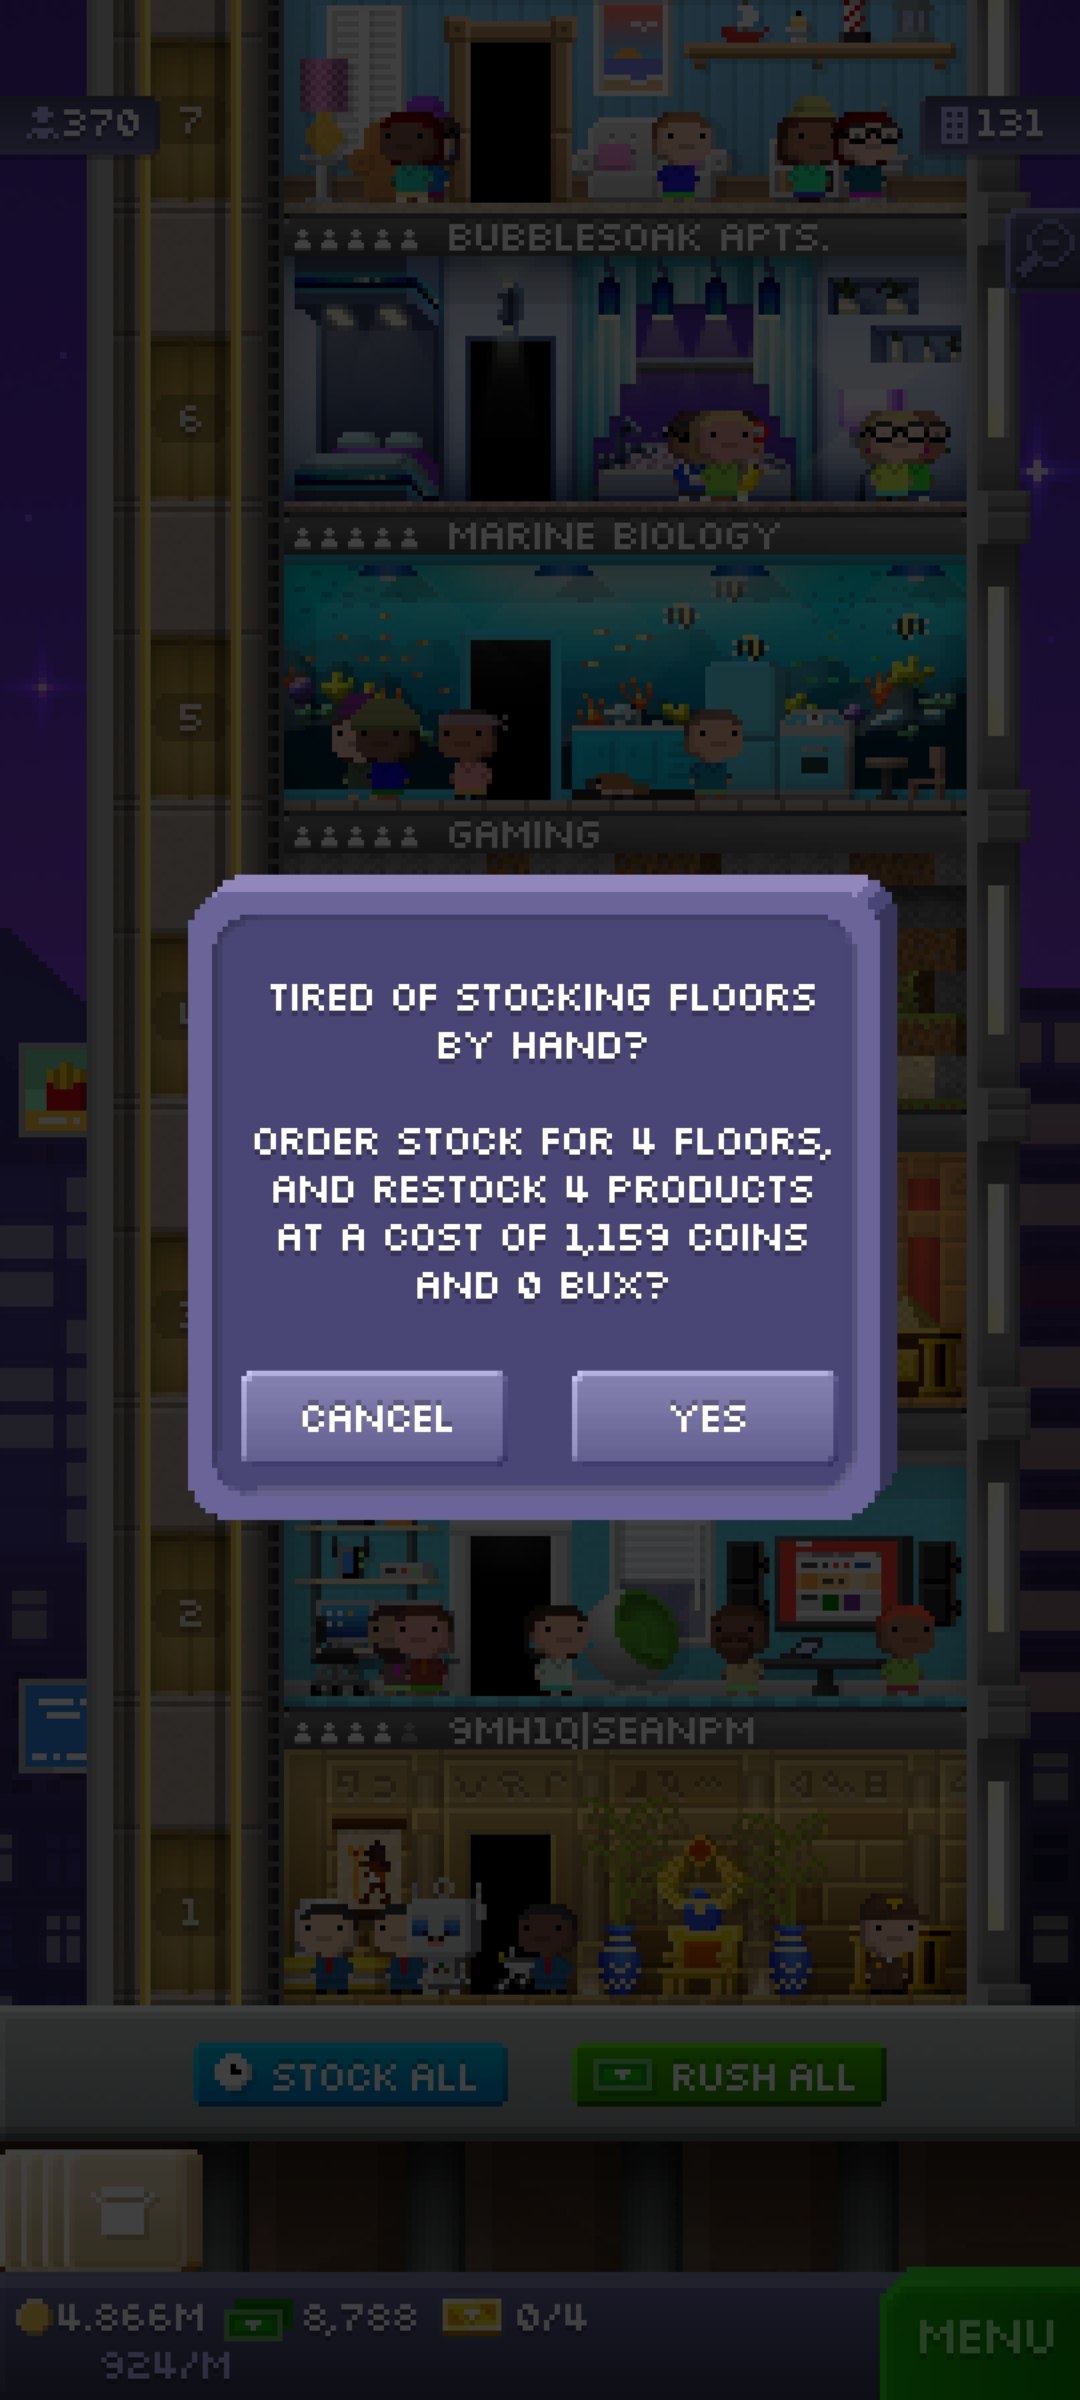 370
7
131
BUBBLESOAK APTS.
6
MARINE BIOLOGY
5
GAMING
TIRED OF STOCKING FLOORS
BY HAND?
ORDER STOCK FOR 4 FLOORS,
AND RESTOCK 4 PRODUCTS
AT A COST OF 1,159 COINS
AND 0 BUX?
CANCEL
YES
2
9MH1Q|SEANPM
1
STOCK ALL
RUSH ALL
4.866M
8,788
0/4
924/M
MENU